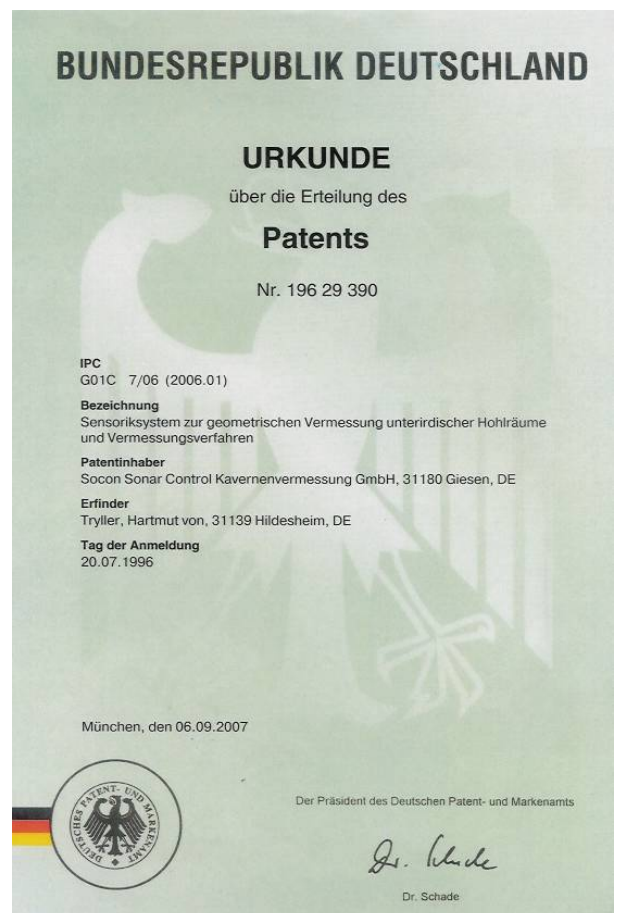 BUNDESREPUBLIK DEUTSCHLAND
URKUNDE
über die Erteilung des
Patents
Nr. 196 29 390
IPC
G01C 7/06 (2006.01)
Bezeichnung
Sensoriksystem zur geometrischen Vermessung unterirdischer Hohlräume
und Vermessungsverfahren
Patentinhaber
Socon Sonar Control Kavernenvermessung GmbH, 31180 Giesen, DE
Erfinder
Tryller, Hartmut von, 31139 Hildesheim, DE
Tag der Anmeldung
20.07.1996
München, den 06.09.2007
DEUTSCHES PATENT- UND MARKENAMT
Der Präsident des Deutschen Patent- und Markenamts
Dr. Schade
Dr. Schade